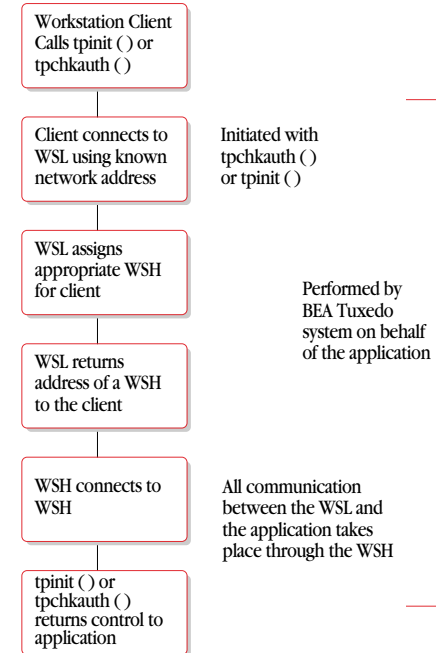 Workstation Client
Calls tpinit ( ) or
tpchkauth ( )
Client connects to
WSL using known
network address
Initiated with
tpchkauth ( )
or tpinit ( )
WSL assigns
appropriate WSH
for client
Performed by
BEA Tuxedo
system on behalf
of the application
WSL returns
address of a WSH
to the client
WSH connects to
WSH
All communication
between the WSL and
the application takes
place through the WSH
tpinit ( ) or
tpchkauth ( )
returns control to
application